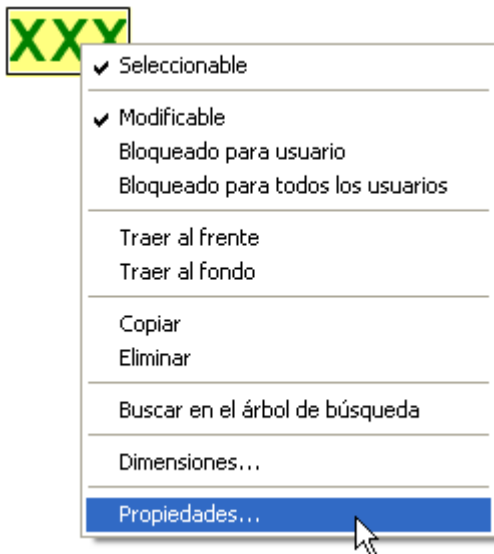 XXX
Seleccionable
Modificable
Bloqueado para usuario
Bloqueado para todos los usuarios
Traer al frente
Traer al fondo
Copiar
Eliminar
Buscar en el árbol de búsqueda
Dimensiones...
Propiedades...